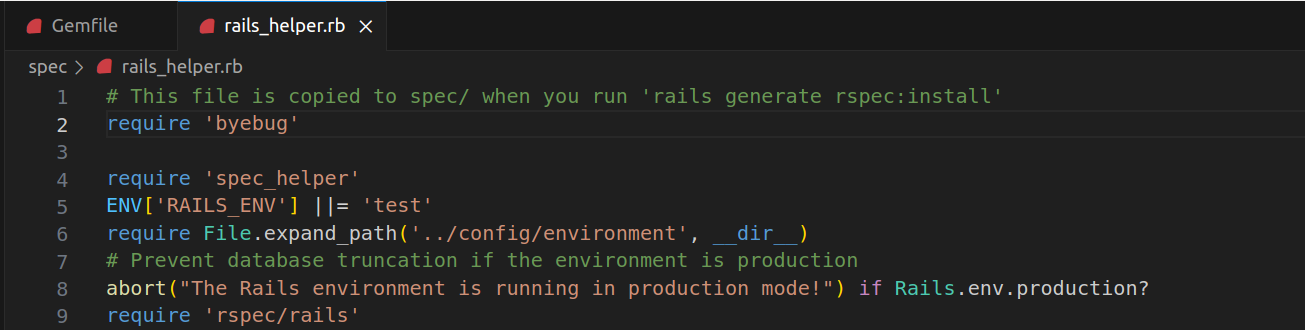 Gemfile
rails_helper.rb
spec > rails_helper.rb
1 # This file is copied to spec/ when you run 'rails generate rspec:install'
2 require 'byebug'
3
4 require 'spec_helper'
5 ENV['RAILS_ENV'] ||= 'test'
6 require File.expand_path('../config/environment', __dir__)
7 # Prevent database truncation if the environment is production
8 abort("The Rails environment is running in production mode!") if Rails.env.production?
9 require 'rspec/rails'